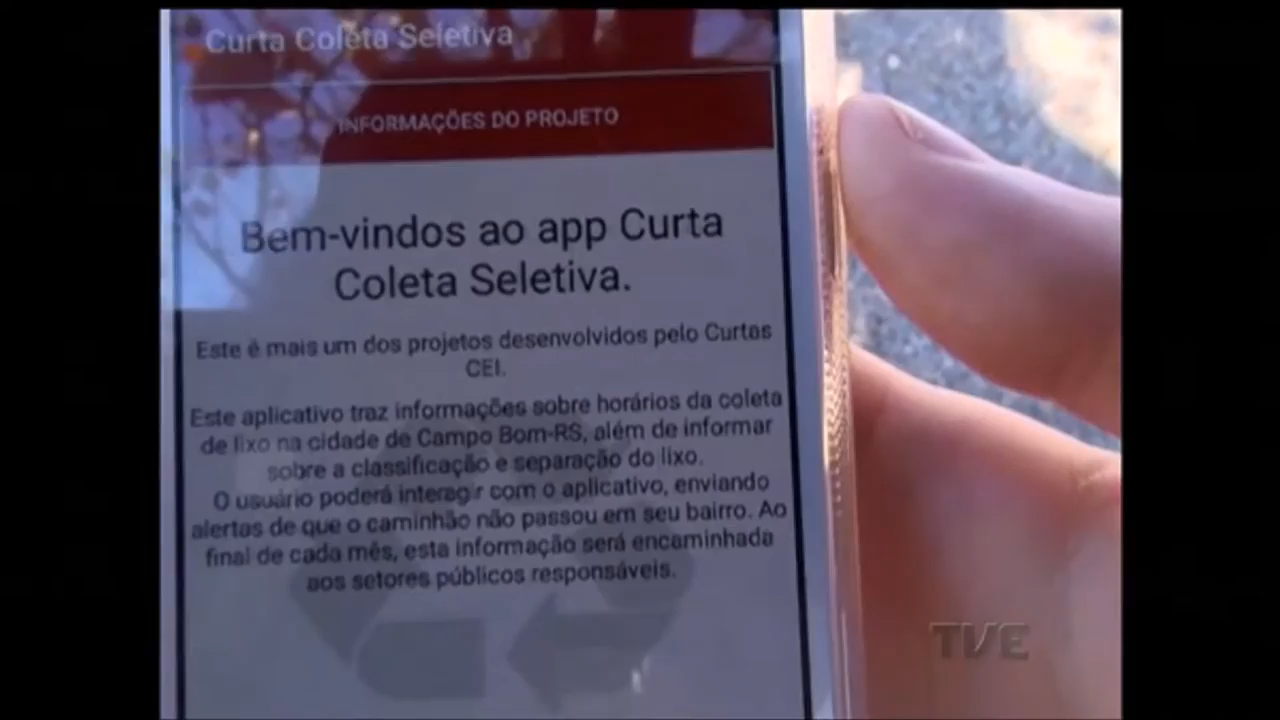 Curta Coleta Seletiva
INFORMAÇÕES DO PROJETO
Bem-vindos ao app Curta
Coleta Seletiva.
Este é mais um dos projetos desenvolvidos pelo Curtas
CEI.
Este aplicativo traz informações sobre horários da coleta
de lixo na cidade de Campo Bom-RS, além de informar
sobre a classificação e separação do lixo.
O usuário poderá interagir com o aplicativo, enviando
alertas de que o caminhão não passou em seu bairro. Ao
final de cada mês, esta informação será encaminhada
aos setores públicos responsáveis.
TVE